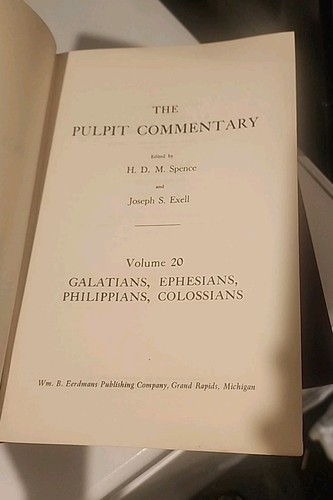 THE
PULPIT COMMENTARY
Edited by
H. D. M. Spence
and
Joseph S. Exell
Volume 20
GALATIANS, EPHESIANS,
PHILIPPIANS, COLOSSIANS
Wm. B. Eerdmans Publishing Company, Grand Rapids, Michigan